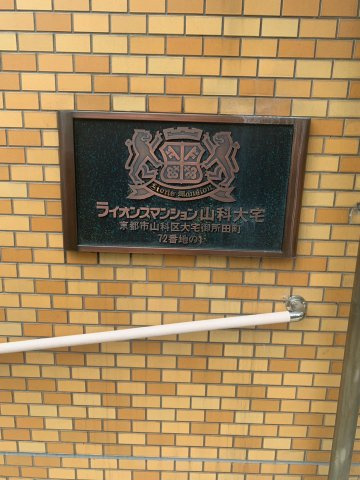 Lions Mansion
ライオンズマンション山科大宅
京都市山科区大宅御所田町
72番地の